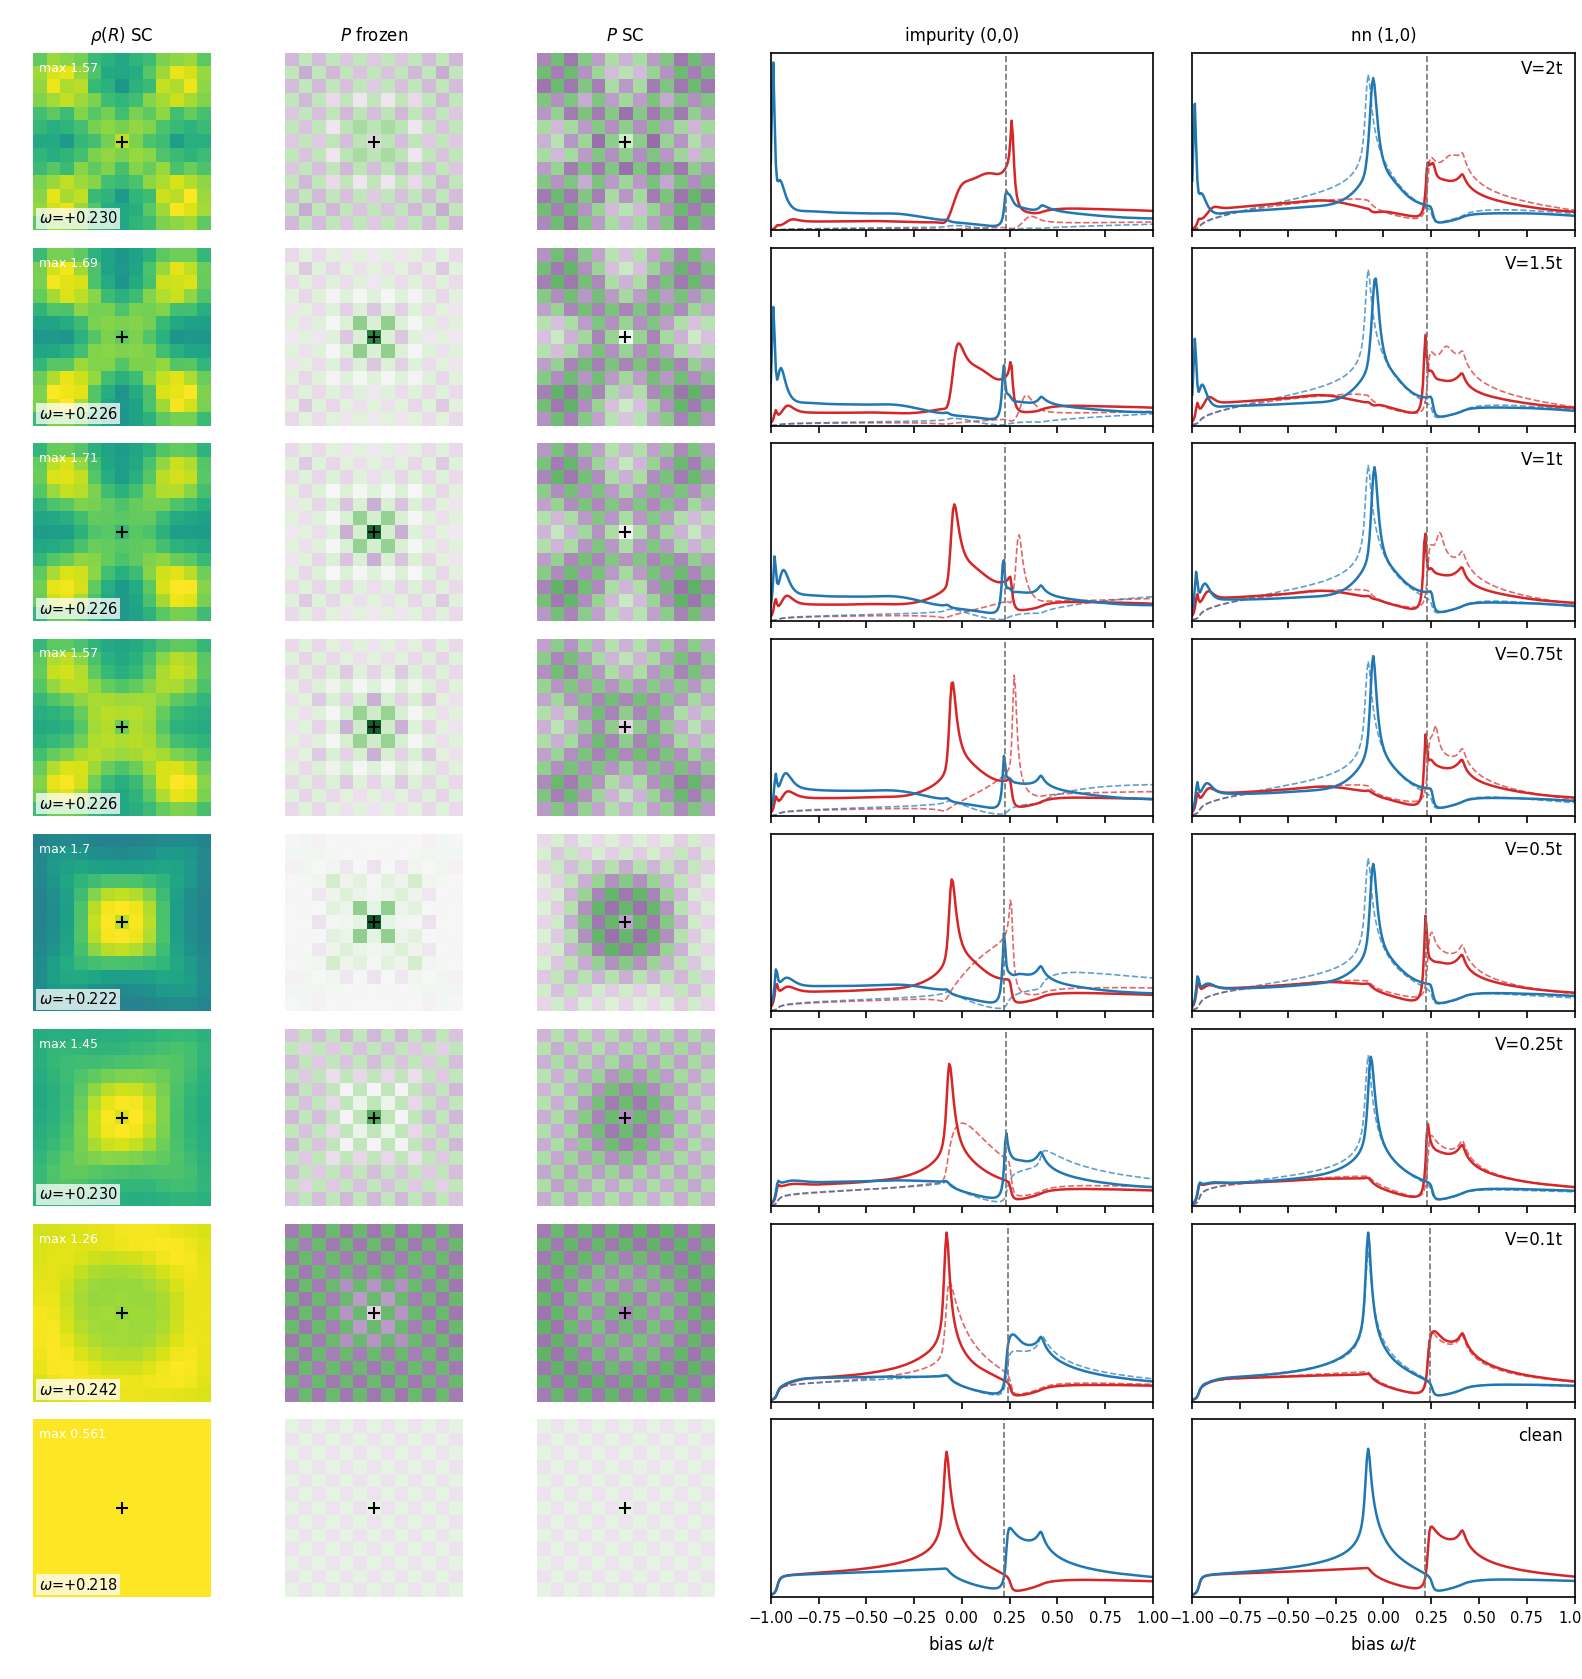 ρ(R) SC
P frozen
P SC
impurity (0,0)
nn (1,0)
max 1.57
ω=+0.230
V=2t
max 1.69
ω=+0.226
V=1.5t
max 1.71
ω=+0.226
V=1t
max 1.57
ω=+0.226
V=0.75t
max 1.7
ω=+0.222
V=0.5t
max 1.45
ω=+0.230
V=0.25t
max 1.26
ω=+0.242
V=0.1t
max 0.561
ω=+0.218
clean
−1.00 −0.75 −0.50 −0.25 0.00 0.25 0.50 0.75 1.00
−1.00 −0.75 −0.50 −0.25 0.00 0.25 0.50 0.75 1.0
bias ω/t
bias ω/t